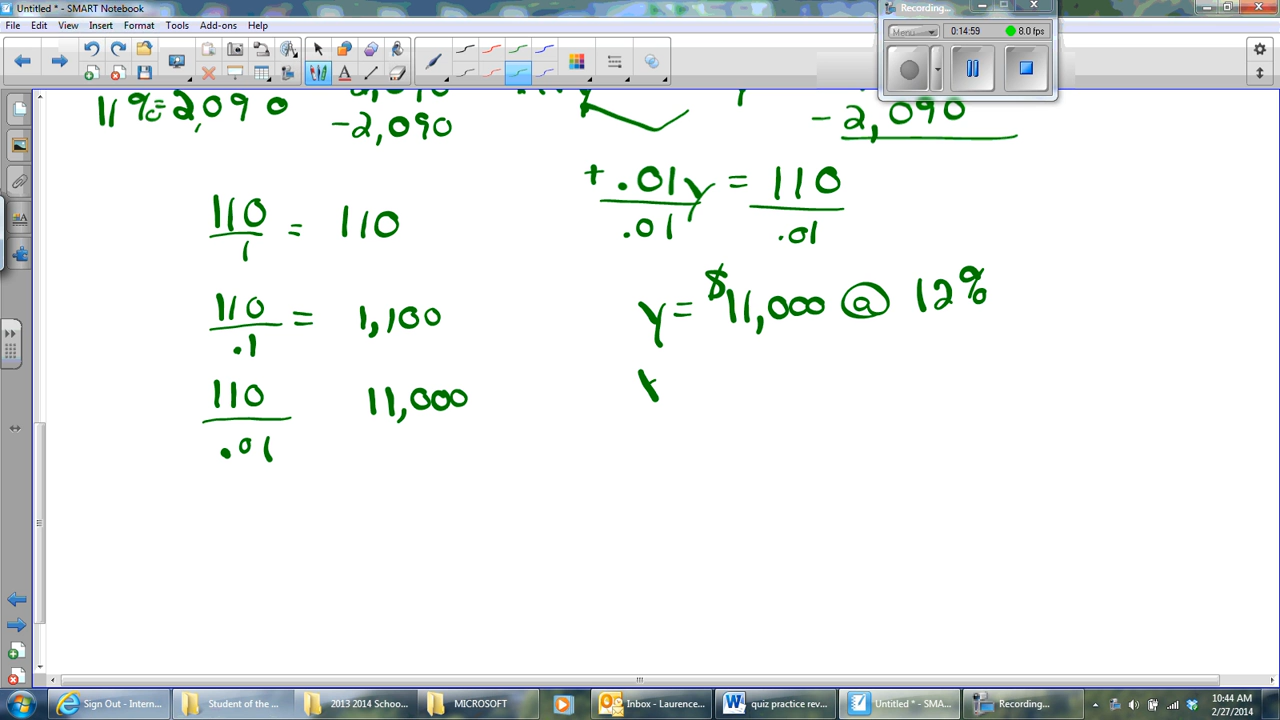 Untitled * - SMART Notebook
Recording...
File Edit View Insert Format Tools Add-ons Help
Menu 0:14:59 8.0 fps
11%=2,090
-2,090
- 2,090
+ .01y = 110
.01 .01
110 = 110
1
y = $11,000 @ 12%
110 = 1,100
.1
110 11,000
.01
Sign Out - Intern... Student of the ... 2013 2014 Schoo... MICROSOFT Inbox - Laurence... quiz practice rev... Untitled * - SMA... Recording...
10:44 AM
2/27/2014